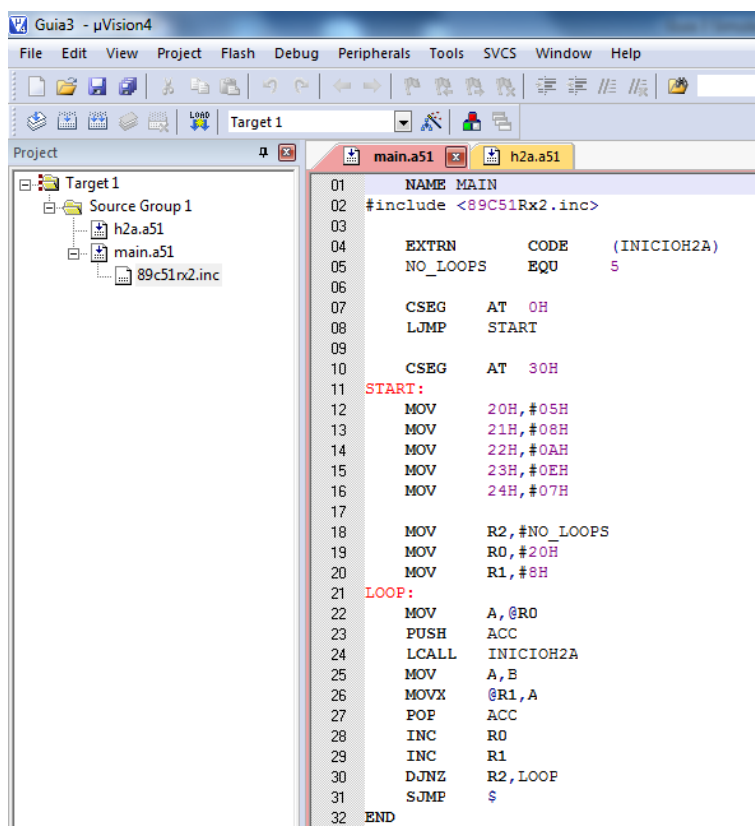 Guia3 - µVision4
File Edit View Project Flash Debug Peripherals Tools SVCS Window Help
LOAD Target 1
Project
main.a51 h2a.a51
Target 1
Source Group 1
h2a.a51
main.a51
89c51rx2.inc
01 NAME MAIN
02 #include <89C51Rx2.inc>
03
04 EXTRN CODE (INICIOH2A)
05 NO_LOOPS EQU 5
06
07 CSEG AT 0H
08 LJMP START
09
10 CSEG AT 30H
11 START:
12 MOV 20H,#05H
13 MOV 21H,#08H
14 MOV 22H,#0AH
15 MOV 23H,#0EH
16 MOV 24H,#07H
17
18 MOV R2,#NO_LOOPS
19 MOV R0,#20H
20 MOV R1,#8H
21 LOOP:
22 MOV A,@R0
23 PUSH ACC
24 LCALL INICIOH2A
25 MOV A,B
26 MOVX @R1,A
27 POP ACC
28 INC R0
29 INC R1
30 DJNZ R2,LOOP
31 SJMP $
32 END